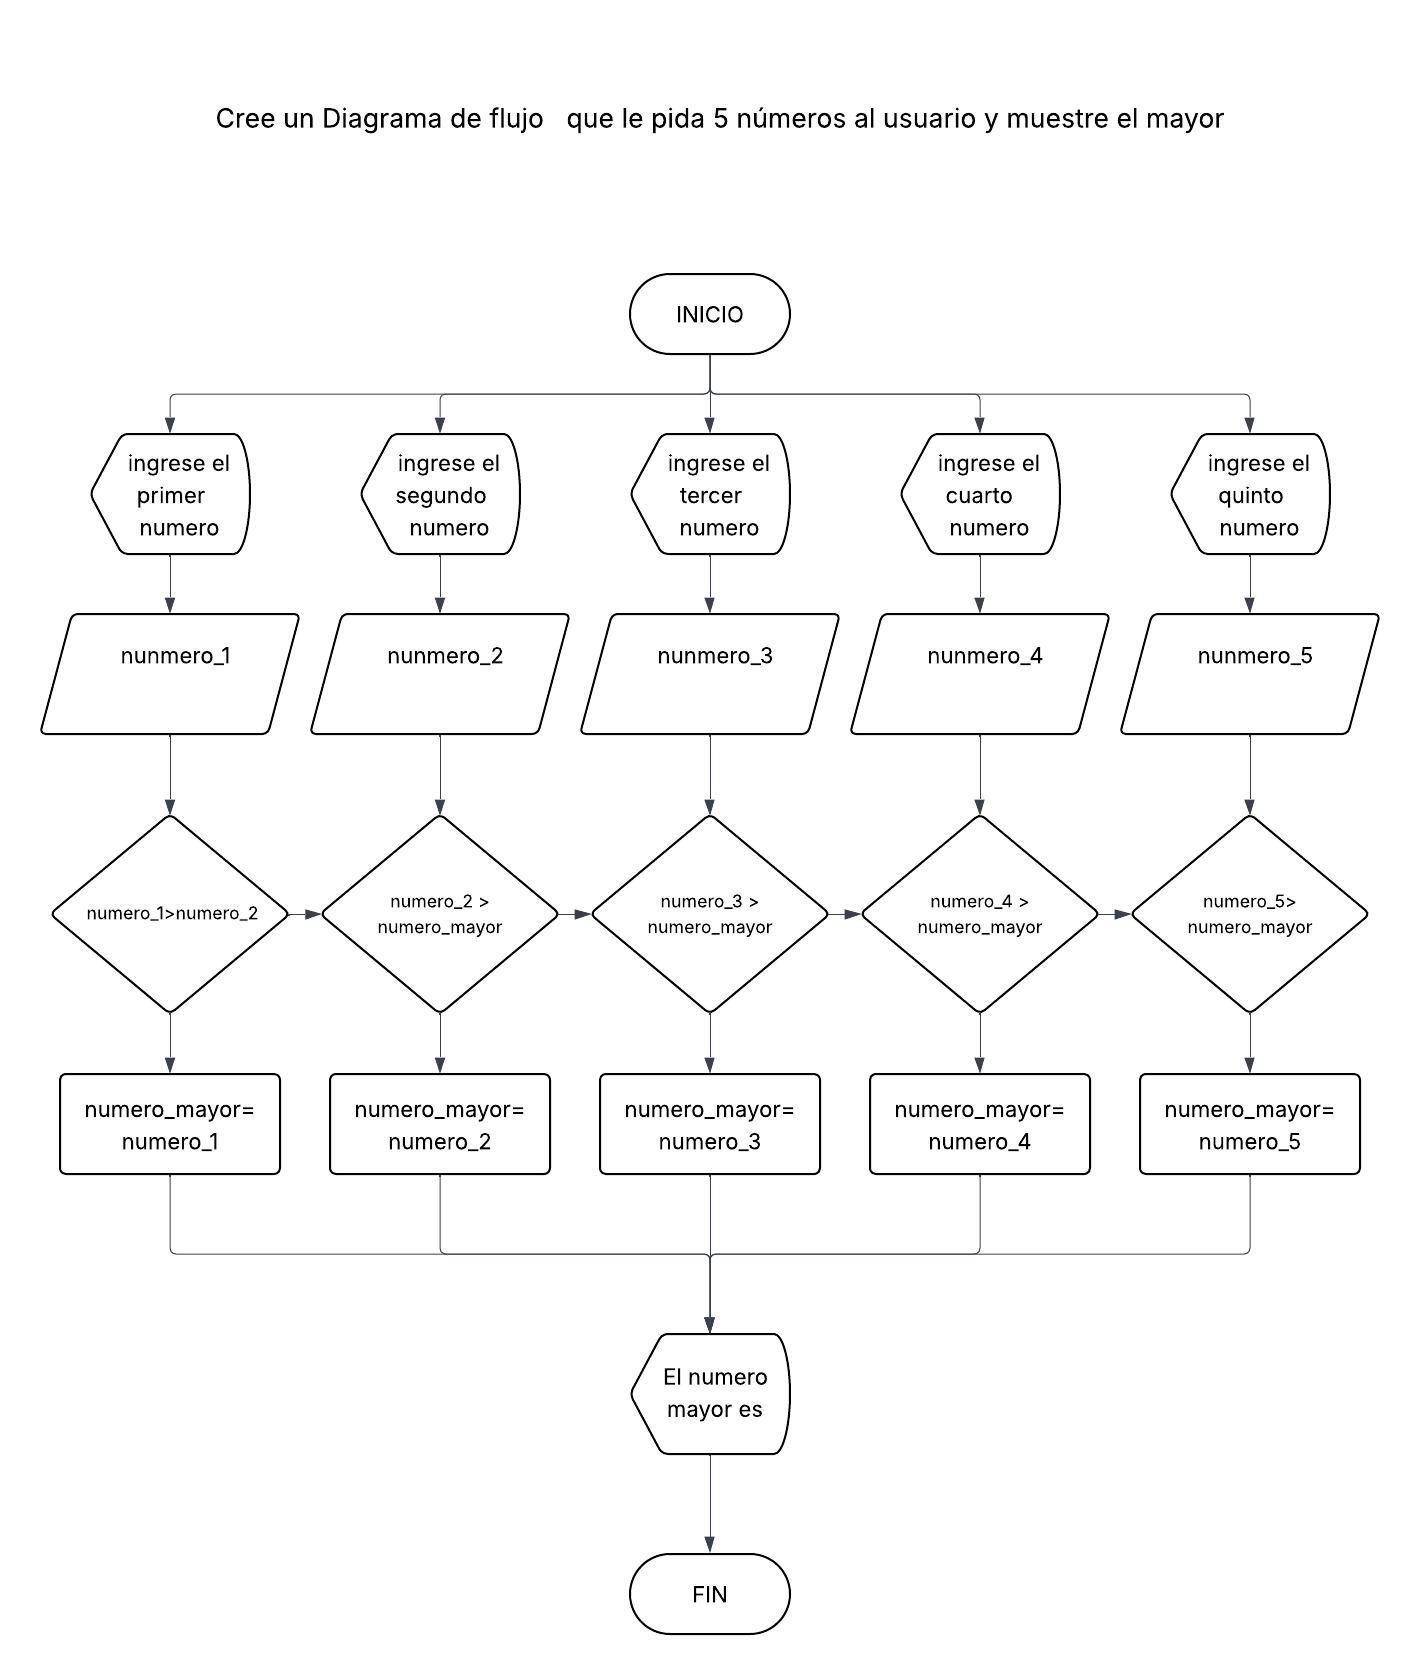 Cree un Diagrama de flujo   que le pida 5 números al usuario y muestre el mayor
INICIO
ingrese el
primer
numero
ingrese el
segundo
numero
ingrese el
tercer
numero
ingrese el
cuarto
numero
ingrese el
quinto
numero
nunmero_1
nunmero_2
nunmero_3
nunmero_4
nunmero_5
numero_1>numero_2
numero_2 >
numero_mayor
numero_3 >
numero_mayor
numero_4 >
numero_mayor
numero_5>
numero_mayor
numero_mayor=
numero_1
numero_mayor=
numero_2
numero_mayor=
numero_3
numero_mayor=
numero_4
numero_mayor=
numero_5
El numero
mayor es
FIN